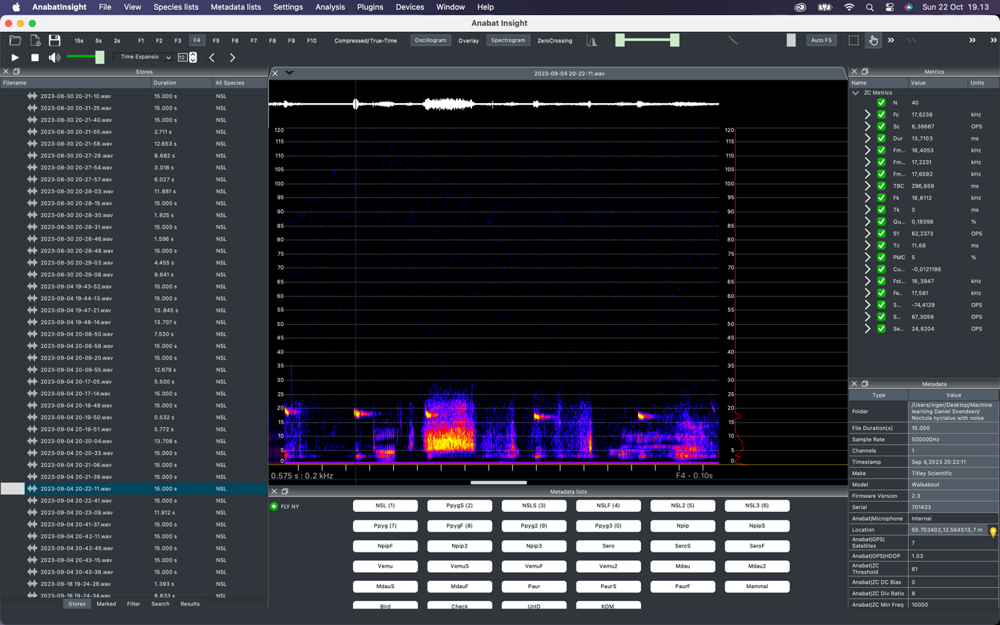 AnabatInsight File View Species lists Metadata lists Settings Analysis Plugins Devices Window Help Sun 22 Oct 19.13
Anabat Insight
15s 5s 2s F1 F2 F3 F4 F5 F6 F7 F8 F9 F10 Compressed/True-Time Oscillogram Overlay Spectrogram ZeroCrossing Auto FS
Time Expansio 10
Stores
Filename Duration All Species
2023-08-30 20-21-10.wav 15.000 s NSL
2023-08-30 20-21-25.wav 15.000 s NSL
2023-08-30 20-21-40.wav 15.000 s NSL
2023-08-30 20-21-55.wav 2.711 s NSL
2023-08-30 20-21-58.wav 12.653 s NSL
2023-08-30 20-27-28.wav 8.682 s NSL
2023-08-30 20-27-54.wav 3.018 s NSL
2023-08-30 20-27-57.wav 6.027 s NSL
2023-08-30 20-28-03.wav 11.881 s NSL
2023-08-30 20-28-15.wav 15.000 s NSL
2023-08-30 20-28-30.wav 1.825 s NSL
2023-08-30 20-28-31.wav 15.000 s NSL
2023-08-30 20-28-46.wav 1.596 s NSL
2023-08-30 20-28-48.wav 15.000 s NSL
2023-08-30 20-29-03.wav 4.455 s NSL
2023-08-30 20-29-08.wav 9.641 s NSL
2023-09-04 19-43-52.wav 15.000 s NSL
2023-09-04 19-44-13.wav 15.000 s NSL
2023-09-04 19-47-21.wav 13.845 s NSL
2023-09-04 19-48-14.wav 13.707 s NSL
2023-09-04 20-08-50.wav 7.530 s NSL
2023-09-04 20-08-58.wav 15.000 s NSL
2023-09-04 20-09-20.wav 15.000 s NSL
2023-09-04 20-09-55.wav 12.679 s NSL
2023-09-04 20-17-05.wav 5.500 s NSL
2023-09-04 20-17-14.wav 15.000 s NSL
2023-09-04 20-18-49.wav 15.000 s NSL
2023-09-04 20-19-50.wav 0.532 s NSL
2023-09-04 20-19-51.wav 5.772 s NSL
2023-09-04 20-20-04.wav 13.708 s NSL
2023-09-04 20-20-33.wav 15.000 s NSL
2023-09-04 20-21-06.wav 15.000 s NSL
2023-09-04 20-21-39.wav 15.000 s NSL
2023-09-04 20-22-11.wav 15.000 s NSL
2023-09-04 20-22-41.wav 15.000 s NSL
2023-09-04 20-23-09.wav 11.912 s NSL
2023-09-04 20-41-37.wav 15.000 s NSL
2023-09-04 20-42-11.wav 15.000 s NSL
2023-09-04 20-42-45.wav 15.000 s NSL
2023-09-04 20-43-15.wav 15.000 s NSL
2023-09-04 20-43-38.wav 15.000 s NSL
2023-09-18 19-24-26.wav 1.393 s NSL
2023-09-18 19-24-34.wav 8.633 s NSL
Stores Marked Filter Search Results
2023-09-04 20-22-11.wav
120 120
115 115
110 110
105 105
100 100
95 95
90 90
85 85
80 80
75 75
70 70
65 65
60 60
55 55
50 50
45 45
40 40
35 35
30 30
25 25
20 20
15 15
10 10
5 5
0 0
0.575 s : 0.2 kHz F4 - 0.10s
Metadata lists
FLY NY
NSL (1) PpygS (2) NSLS (3) NSLF (4) NSL2 (5) NSL3 (6)
Ppyg (7) PpygF (8) Ppyg2 (9) Ppyg3 (0) Npip NpipS
NpipF Npip2 Npip3 Sero SeroS SeroF
Vemu VemuS VemuF Vemu2 Mdau Mdau2
MdauS MdauF Paur PaurS PaurF Mammal
Bird Check UnID KOM.
Metrics
Name Value Units
ZC Metrics
N 40
Fc 17,6238 kHz
Sc 6,36667 OPS
Dur 13,7103 ms
Fm... 18,4053 kHz
Fm... 17,2231 kHz
Fm... 17,6592 kHz
TBC 296,659 ms
Fk 18,6112 kHz
Tk 0 ms
Qu... 0,18398 %
S1 62,2373 OPS
Tc 11,68 ms
PMC 5 %
Cu... -0,0121186
Fst... 18,3947 kHz
Fe... 17,581 kHz
S... -74,4129 OPS
S... 67,3059 OPS
Se... 24,8204 OPS
Metadata
Type Value
Folder /Users/inger/Desktop/Machine
learning Daniel Svendsen/
Noctula nyctalus with noise
File Duration(s) 15.000
Sample Rate 500000Hz
Channels 1
Timestamp Sep 4,2023 20:22:11
Make Titley Scientific
Model Walkabout
Firmware Version 2.3
Serial 701433
Anabat|Microphone Internal
Location 55.703402,12.564513,7 m
Anabat|GPS|
Satellites 7
Anabat|GPS|HDOP 1.03
Anabat|ZC
Threshold 61
Anabat|ZC DC Bias 0
Anabat|ZC Div Ratio 8
Anabat|ZC Min Freq 10000